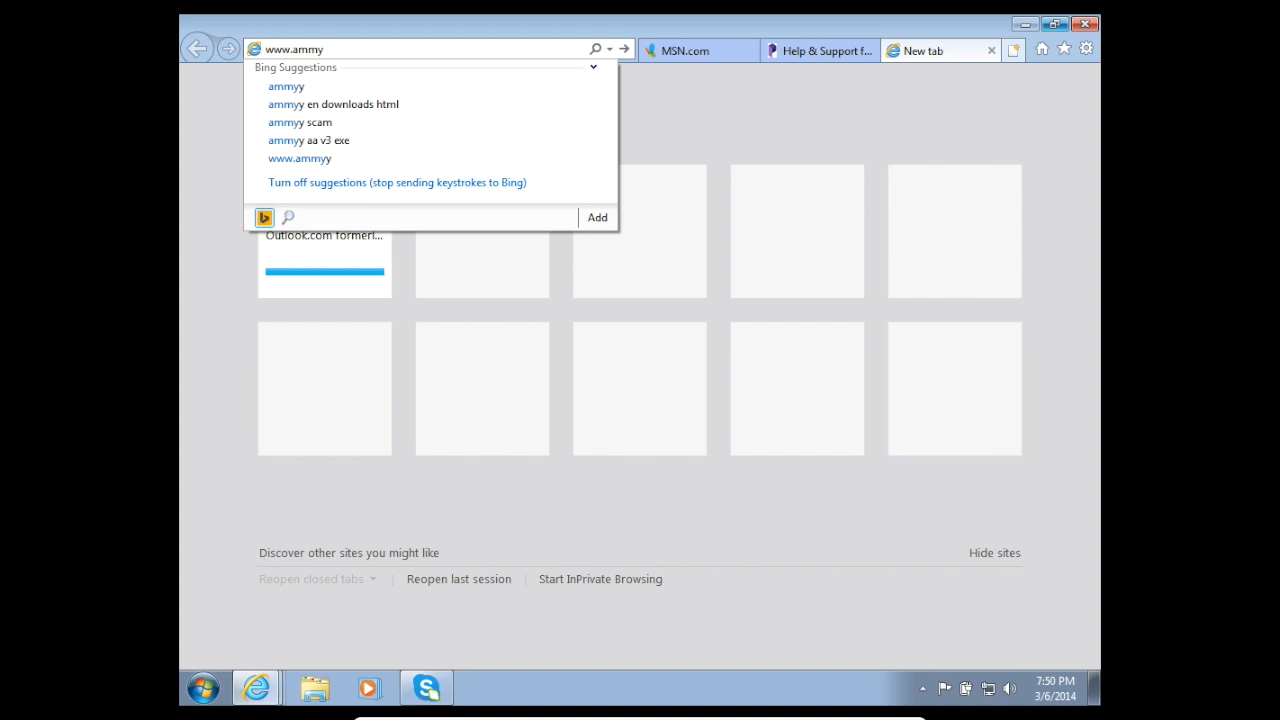 www.ammy
MSN.com
Help & Support f...
New tab
Bing Suggestions
ammyy
ammyy en downloads html
ammyy scam
ammyy aa v3 exe
www.ammyy
Turn off suggestions (stop sending keystrokes to Bing)
Add
Outlook.com formerl...
Discover other sites you might like
Hide sites
Reopen closed tabs
Reopen last session
Start InPrivate Browsing
7:50 PM
3/6/2014